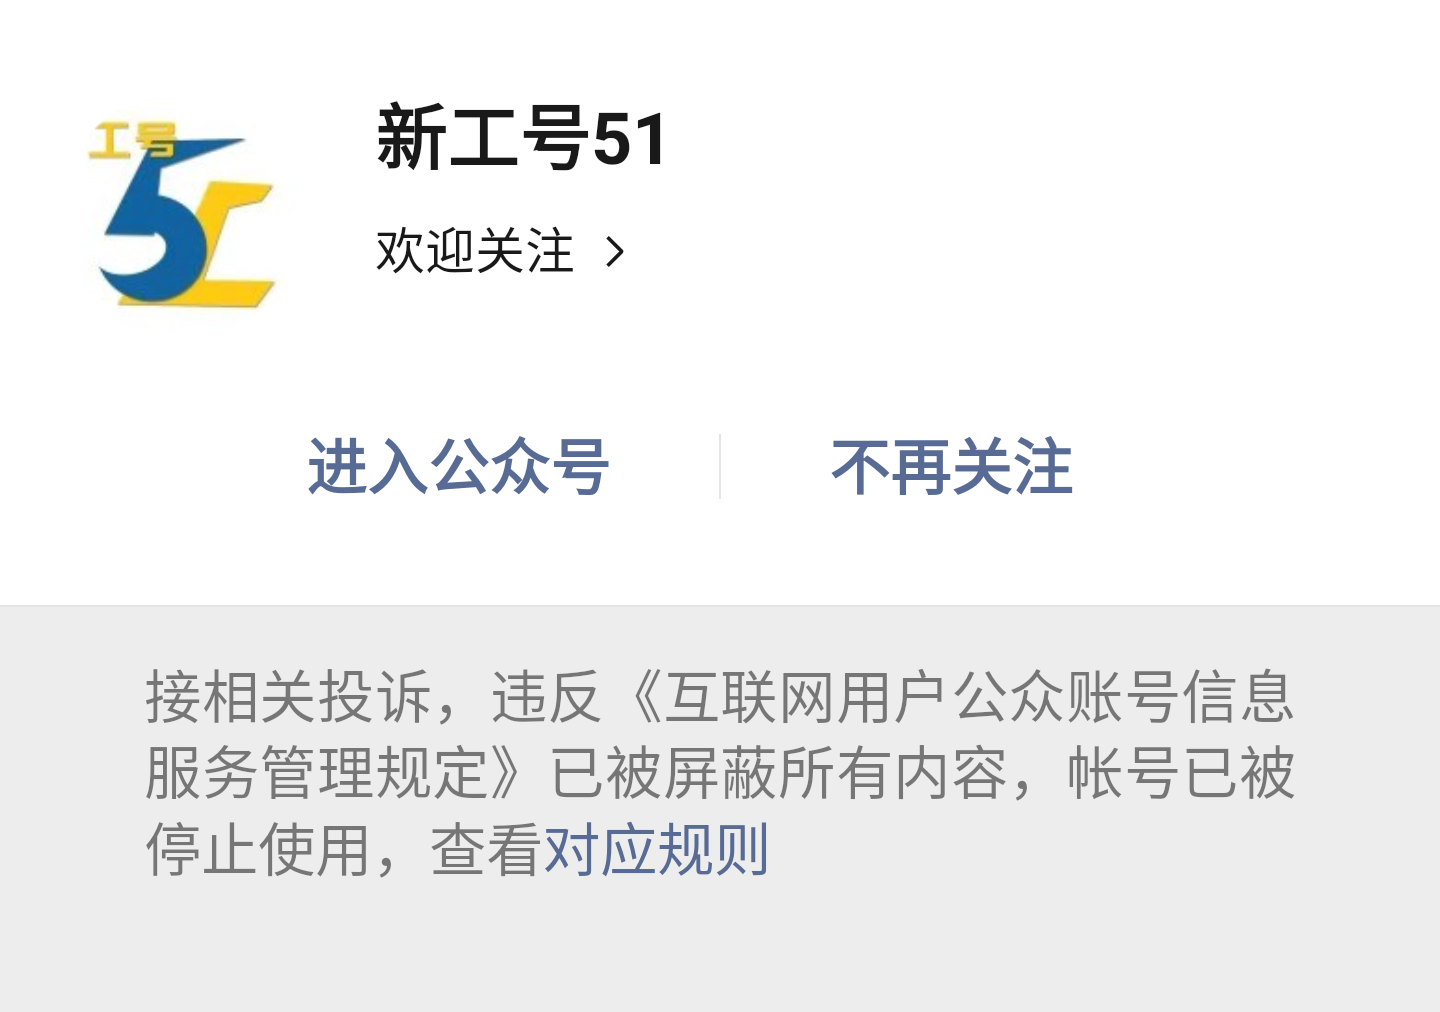 工号
新工号51
欢迎关注
进入公众号
不再关注
接相关投诉，违反《互联网用户公众账号信息
服务管理规定》已被屏蔽所有内容，帐号已被
停止使用，查看对应规则